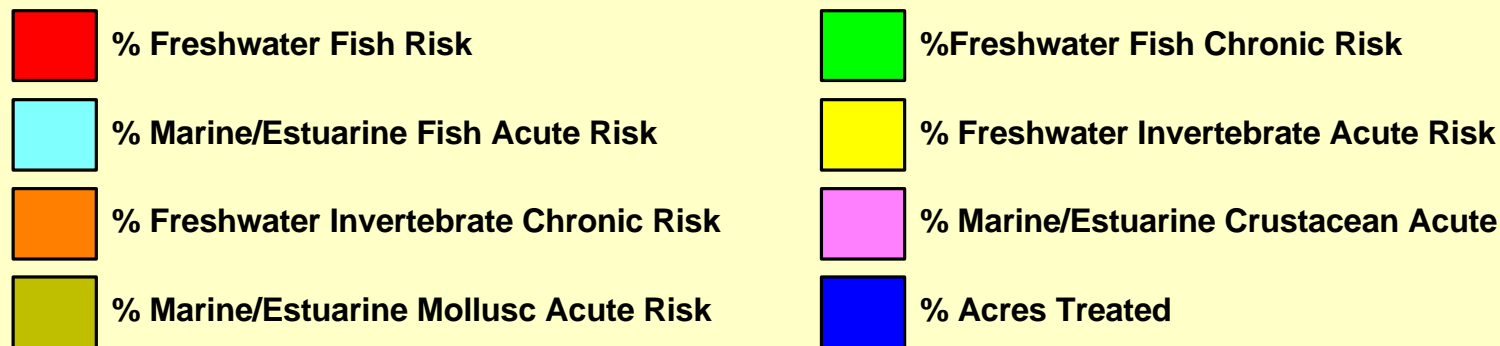 % Freshwater Fish Risk
%Freshwater Fish Chronic Risk
% Marine/Estuarine Fish Acute Risk
% Freshwater Invertebrate Acute Risk
% Freshwater Invertebrate Chronic Risk
% Marine/Estuarine Crustacean Acute
% Marine/Estuarine Mollusc Acute Risk
% Acres Treated